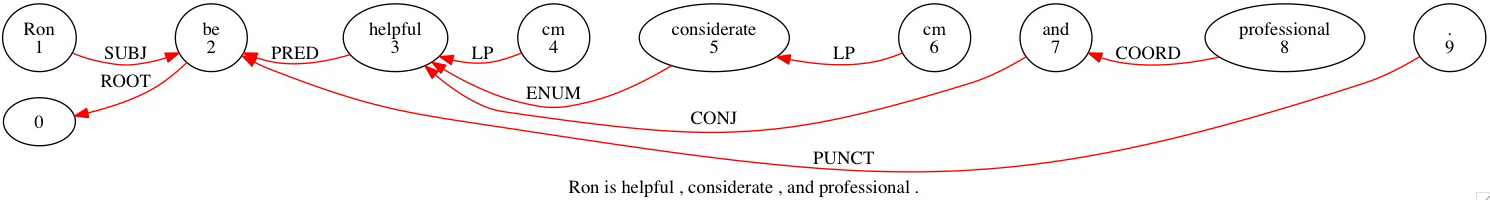 Ron be helpful cm considerate cm and professional .
1 2 3 4 5 6 7 8 9
SUBJ PRED LP LP COORD
ROOT
ENUM
0
CONJ
PUNCT
Ron is helpful , considerate , and professional .